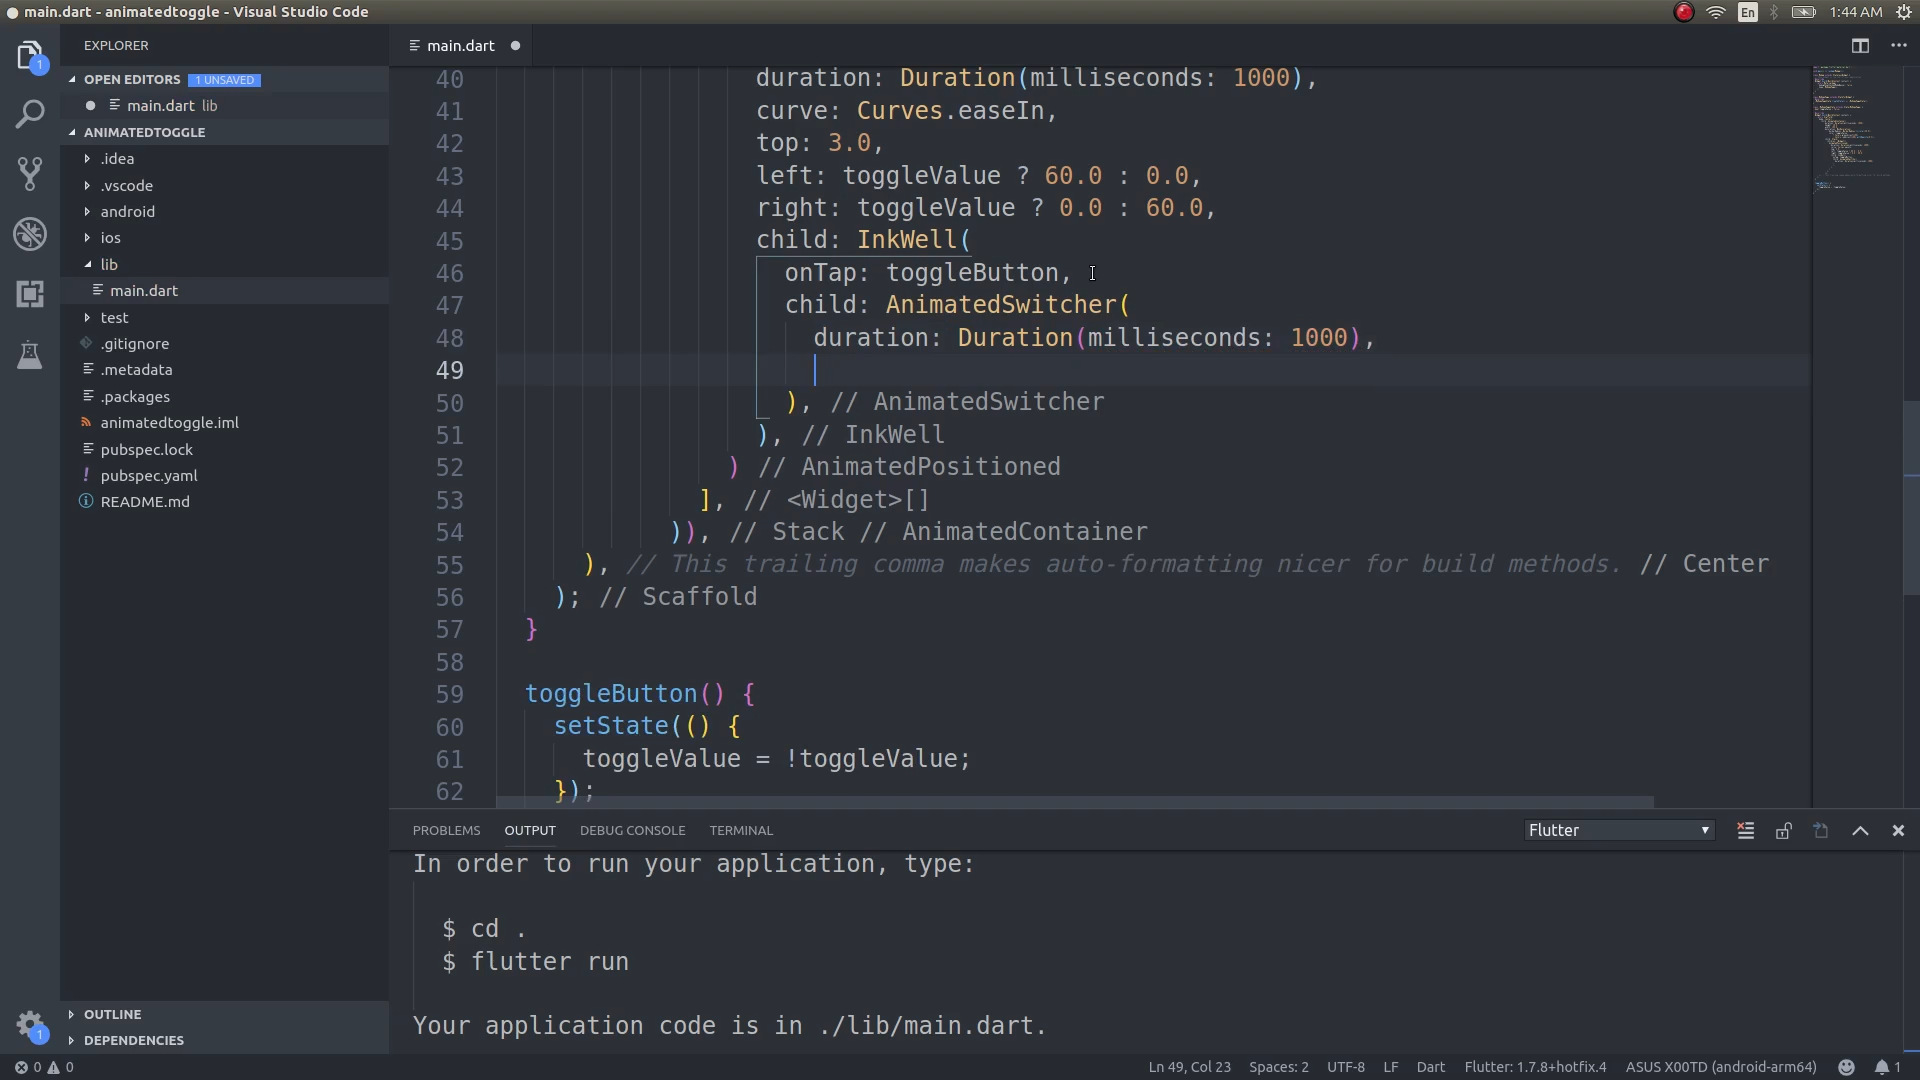 main.dart - animatedtoggle - Visual Studio Code
En
1:44 AM
EXPLORER
main.dart
1
OPEN EDITORS 1 UNSAVED
main.dart lib
ANIMATEDTOGGLE
.idea
.vscode
android
ios
lib
main.dart
test
.gitignore
.metadata
.packages
animatedtoggle.iml
pubspec.lock
pubspec.yaml
README.md
40 duration: Duration(milliseconds: 1000),
41 curve: Curves.easeIn,
42 top: 3.0,
43 left: toggleValue ? 60.0 : 0.0,
44 right: toggleValue ? 0.0 : 60.0,
45 child: InkWell(
46 onTap: toggleButton,
47 child: AnimatedSwitcher(
48 duration: Duration(milliseconds: 1000),
49
50 ), // AnimatedSwitcher
51 ), // InkWell
52 ) // AnimatedPositioned
53 ], // <Widget>[]
54 )), // Stack // AnimatedContainer
55 ), // This trailing comma makes auto-formatting nicer for build methods. // Center
56 ); // Scaffold
57 }
58
59 toggleButton() {
60 setState(() {
61 toggleValue = !toggleValue;
62 });
PROBLEMS OUTPUT DEBUG CONSOLE TERMINAL Flutter
In order to run your application, type:
$ cd .
$ flutter run
Your application code is in ./lib/main.dart.
OUTLINE
DEPENDENCIES
1
0 0 Ln 49, Col 23 Spaces: 2 UTF-8 LF Dart Flutter: 1.7.8+hotfix.4 ASUS X00TD (android-arm64) 1